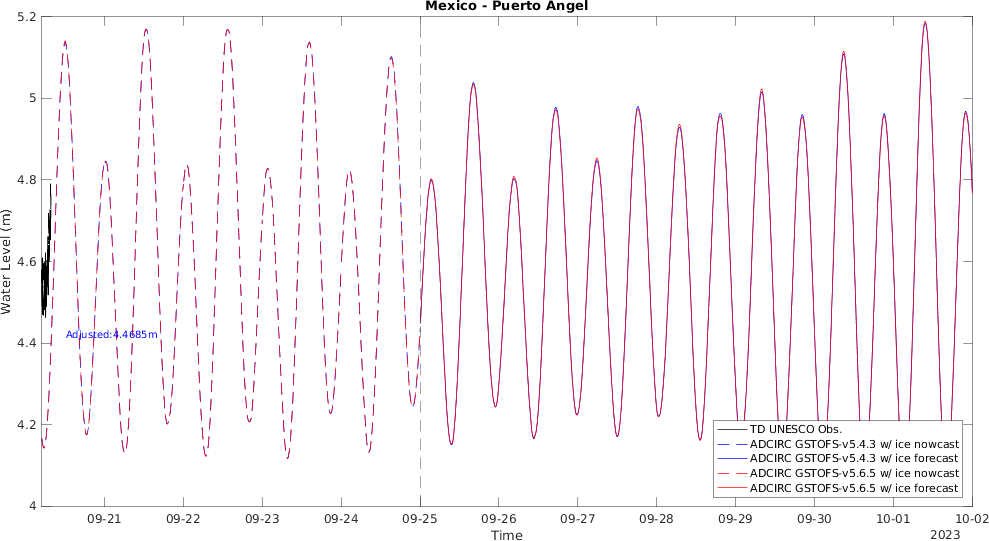 Mexico - Puerto Angel
5.2
5
4.8
4.6
4.4
4.2
4
Water Level (m)
Adjusted:4.4685m
TD UNESCO Obs.
ADCIRC GSTOFS-v5.4.3 w/ ice nowcast
ADCIRC GSTOFS-v5.4.3 w/ ice forecast
ADCIRC GSTOFS-v5.6.5 w/ ice nowcast
ADCIRC GSTOFS-v5.6.5 w/ ice forecast
09-21 09-22 09-23 09-24 09-25 09-26 09-27 09-28 09-29 09-30 10-01 10-02
Time
2023